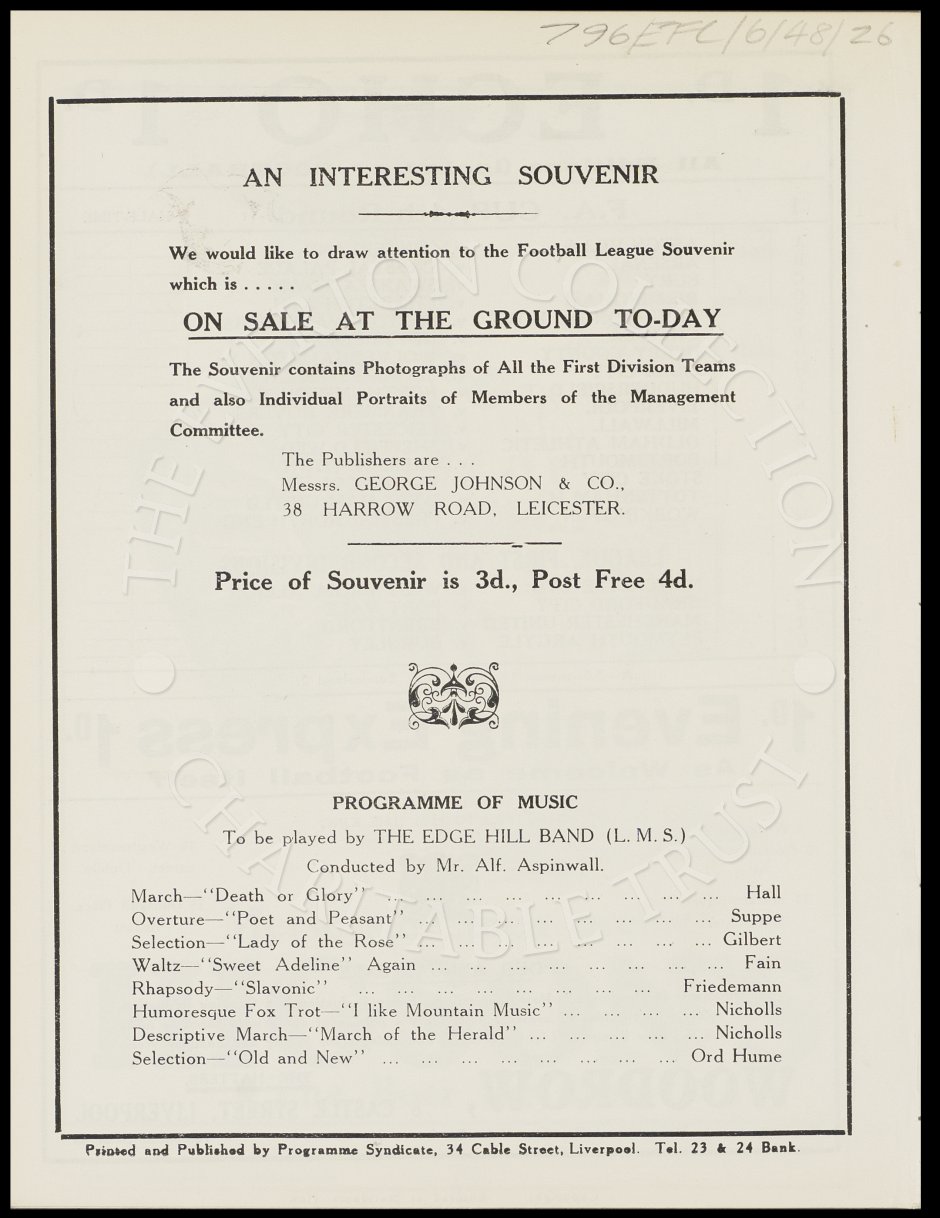 796EFC/6/48/26
AN INTERESTING SOUVENIR
We would like to draw attention to the Football League Souvenir
which is . . . . .
ON SALE AT THE GROUND TO-DAY
The Souvenir contains Photographs of All the First Division Teams
and also Individual Portraits of Members of the Management
Committee.
The Publishers are . . .
Messrs. GEORGE JOHNSON & CO.,
38 HARROW ROAD, LEICESTER.
Price of Souvenir is 3d., Post Free 4d.
PROGRAMME OF MUSIC
To be played by THE EDGE HILL BAND (L. M. S.)
Conducted by Mr. Alf. Aspinwall.
March—"Death or Glory" ... ... ... ... ... ... ... ... ... Hall
Overture—"Poet and Peasant" ... ... ... ... ... ... ... ... Suppe
Selection—"Lady of the Rose" ... ... ... ... ... ... ... ... Gilbert
Waltz—"Sweet Adeline" Again ... ... ... ... ... ... ... ... Fain
Rhapsody—"Slavonic" ... ... ... ... ... ... ... ... Friedemann
Humoresque Fox Trot—"I like Mountain Music" ... ... ... ... Nicholls
Descriptive March—"March of the Herald" ... ... ... ... ... Nicholls
Selection—"Old and New" ... ... ... ... ... ... ... ... Ord Hume
Printed and Published by Programme Syndicate, 34 Cable Street, Liverpool. Tel. 23 & 24 Bank.
THE EVERTON COLLECTION
CHARITABLE TRUST